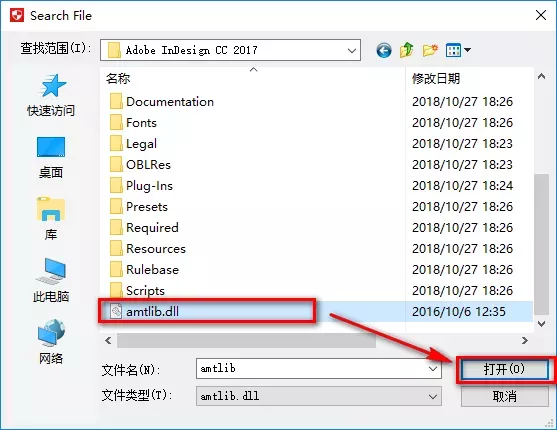 Search File
查找范围(I): Adobe InDesign CC 2017
名称 修改日期
Documentation 2018/10/27 18:26
Fonts 2018/10/27 18:26
Legal 2018/10/27 18:23
OBLRes 2018/10/27 18:23
Plug-Ins 2018/10/27 18:24
Presets 2018/10/27 18:26
Required 2018/10/27 18:26
Resources 2018/10/27 18:26
Rulebase 2018/10/27 18:26
Scripts 2018/10/27 18:26
amtlib.dll 2016/10/6 12:35
快速访问
桌面
库
此电脑
网络
文件名(N): amtlib 打开(O)
文件类型(T): amtlib.dll 取消